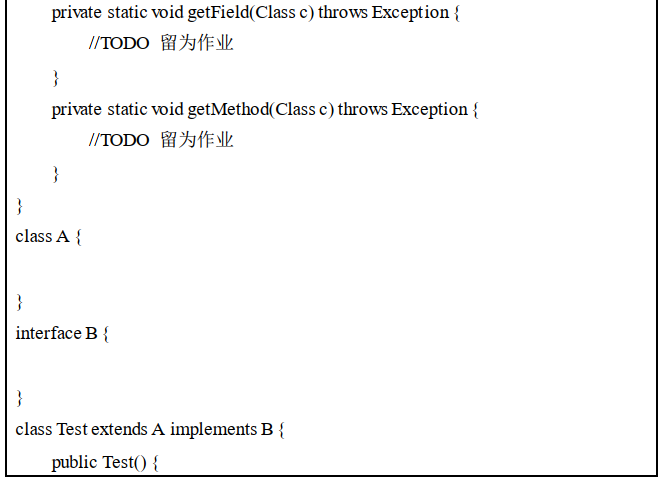 private static void getField(Class c) throws Exception {
//TODO 留为作业
}
private static void getMethod(Class c) throws Exception {
//TODO 留为作业
}
}
class A {
}
interface B {
}
class Test extends A implements B {
public Test() {